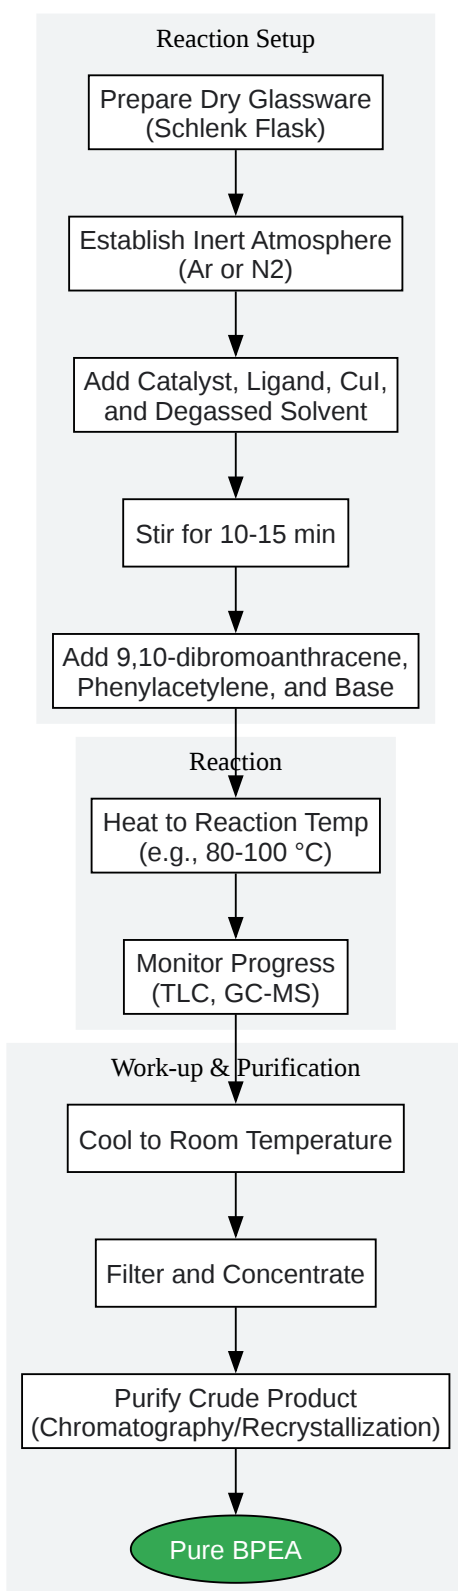 Reaction Setup
Prepare Dry Glassware
(Schlenk Flask)
Establish Inert Atmosphere
(Ar or N2)
Add Catalyst, Ligand, CuI,
and Degassed Solvent
Stir for 10-15 min
Add 9,10-dibromoanthracene,
Phenylacetylene, and Base
Reaction
Heat to Reaction Temp
(e.g., 80-100 °C)
Monitor Progress
(TLC, GC-MS)
Work-up & Purification
Cool to Room Temperature
Filter and Concentrate
Purify Crude Product
(Chromatography/Recrystallization)
Pure BPEA